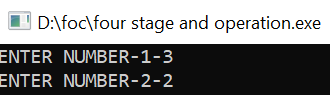 D:\foc\four stage and operation.exe
ENTER NUMBER-1-3
ENTER NUMBER-2-2